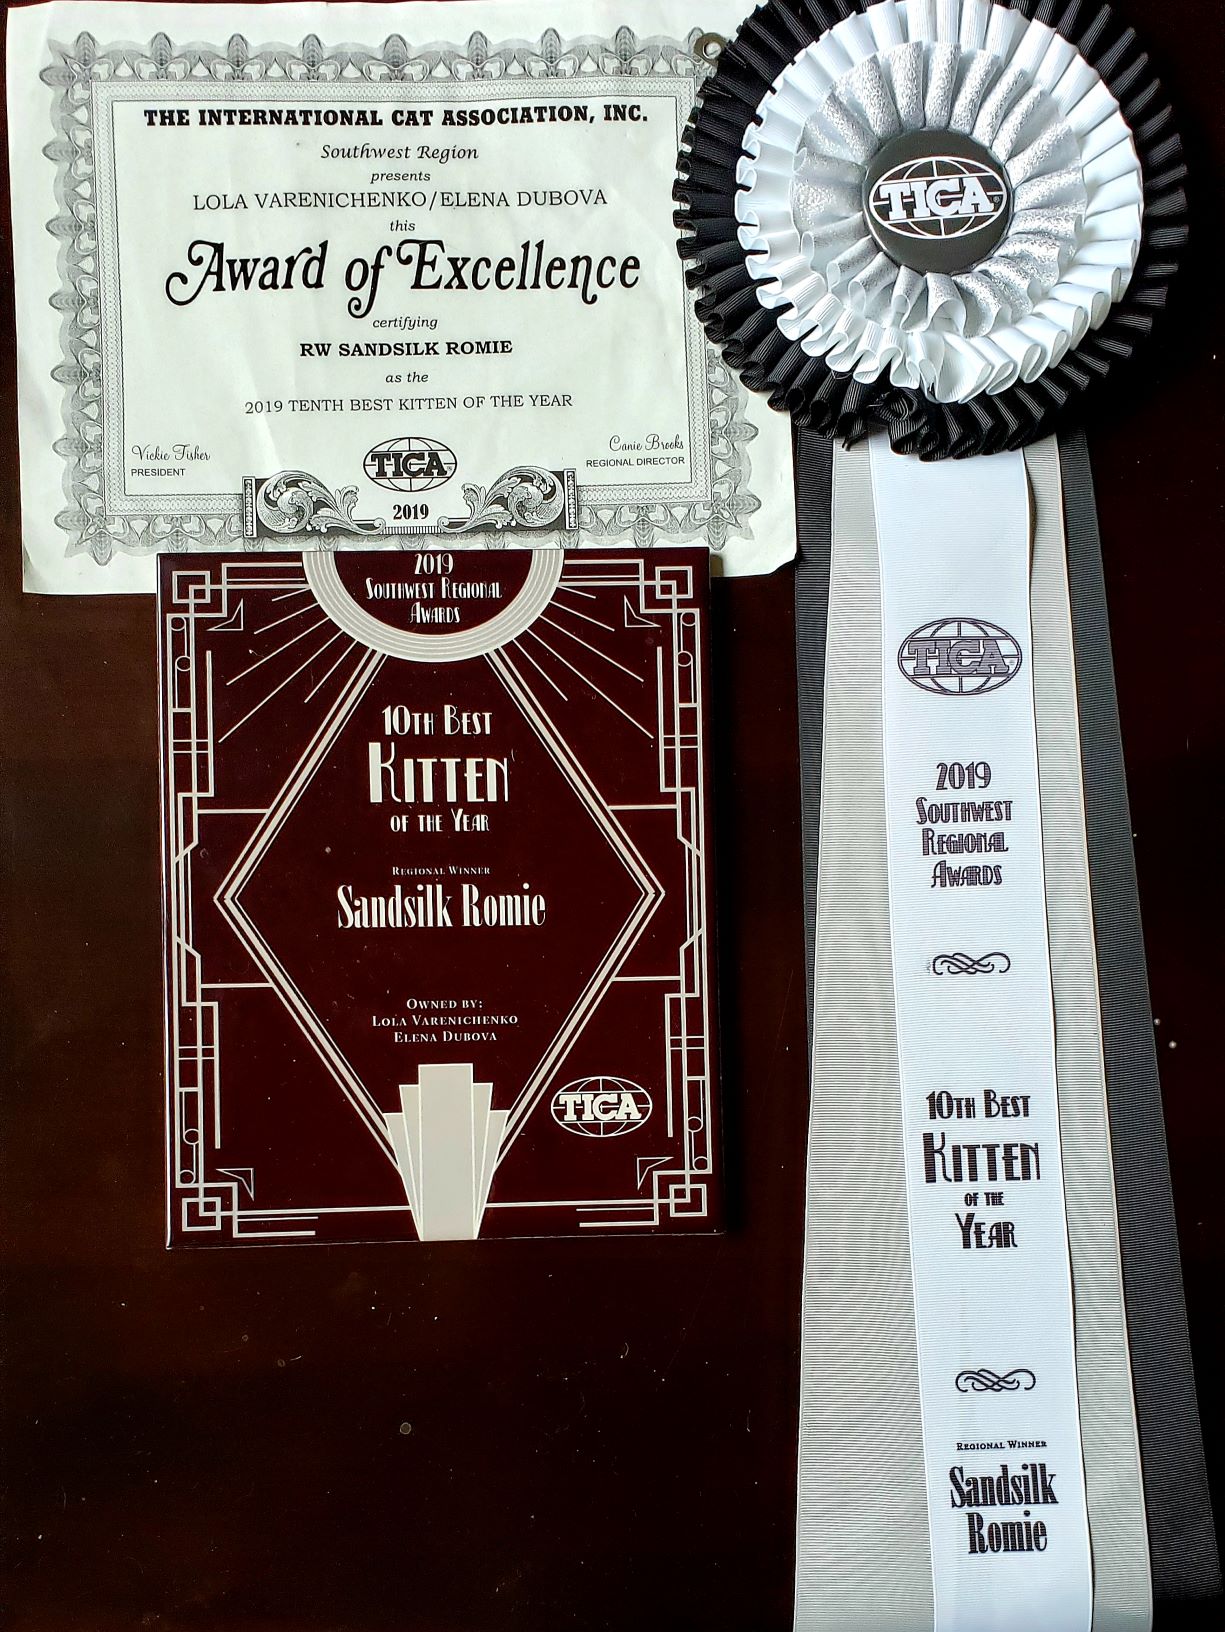 THE INTERNATIONAL CAT ASSOCIATION, INC.
Southwest Region
presents
LOLA VARENICHENKO/ELENA DUBOVA
this
Award of Excellence
certifying
RW SANDSILK ROMIE
as the
2019 TENTH BEST KITTEN OF THE YEAR
Vickie Fisher
PRESIDENT
Canie Brooks
REGIONAL DIRECTOR
TICA
2019
2019
SOUTHWEST REGIONAL
AWARDS
10TH BEST
KITTEN
OF THE YEAR
REGIONAL WINNER
Sandsilk Romie
OWNED BY:
LOLA VARENICHENKO
ELENA DUBOVA
TICA
TICA
TICA
2019
SOUTHWEST
REGIONAL
AWARDS
10TH BEST
KITTEN
OF THE
YEAR
REGIONAL WINNER
Sandsilk
Romie